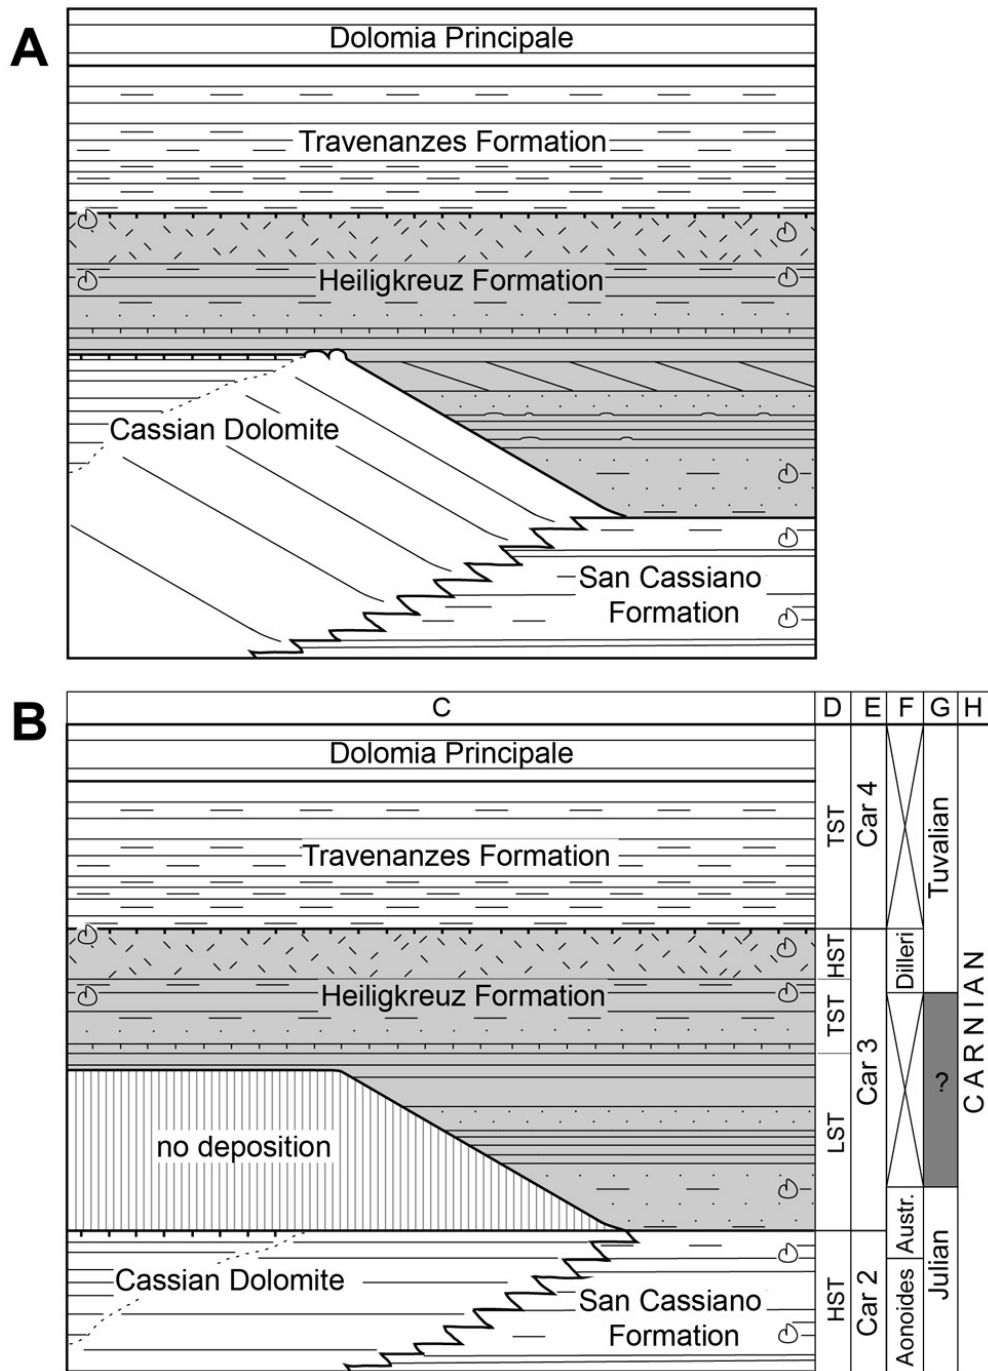 A
Dolomia Principale
Travenanzes Formation
Heiligkreuz Formation
Cassian Dolomite
San Cassiano
Formation
B
C
D
E
F
G
H
Dolomia Principale
Travenanzes Formation
Heiligkreuz Formation
no deposition
Cassian Dolomite
San Cassiano
Formation
TST
HST
TST
LST
HST
Car 4
Car 3
Car 2
Dilleri
Austr.
Aonoides
Tuvalian
?
Julian
CARNIAN